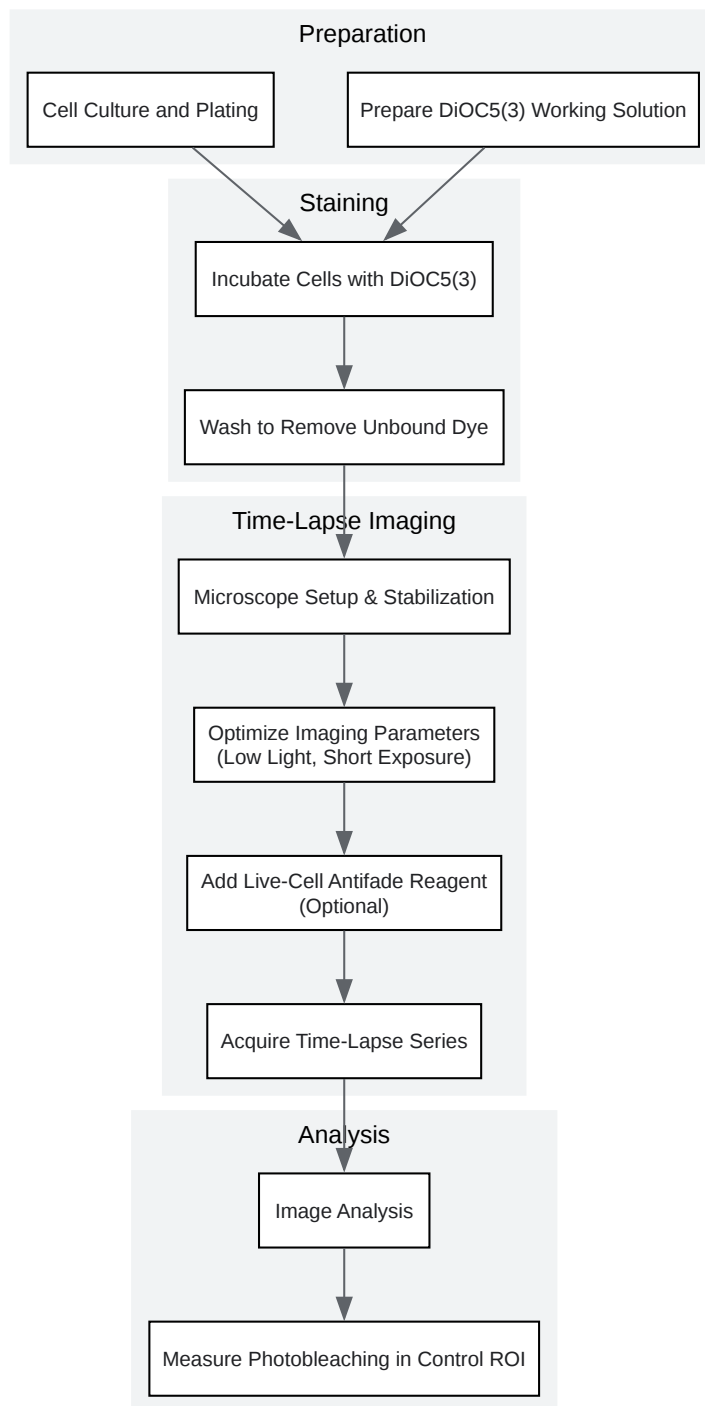 Preparation
Cell Culture and Plating
Prepare DiOC5(3) Working Solution
Staining
Incubate Cells with DiOC5(3)
Wash to Remove Unbound Dye
Time-Lapse Imaging
Microscope Setup & Stabilization
Optimize Imaging Parameters
(Low Light, Short Exposure)
Add Live-Cell Antifade Reagent
(Optional)
Acquire Time-Lapse Series
Analysis
Image Analysis
Measure Photobleaching in Control ROI